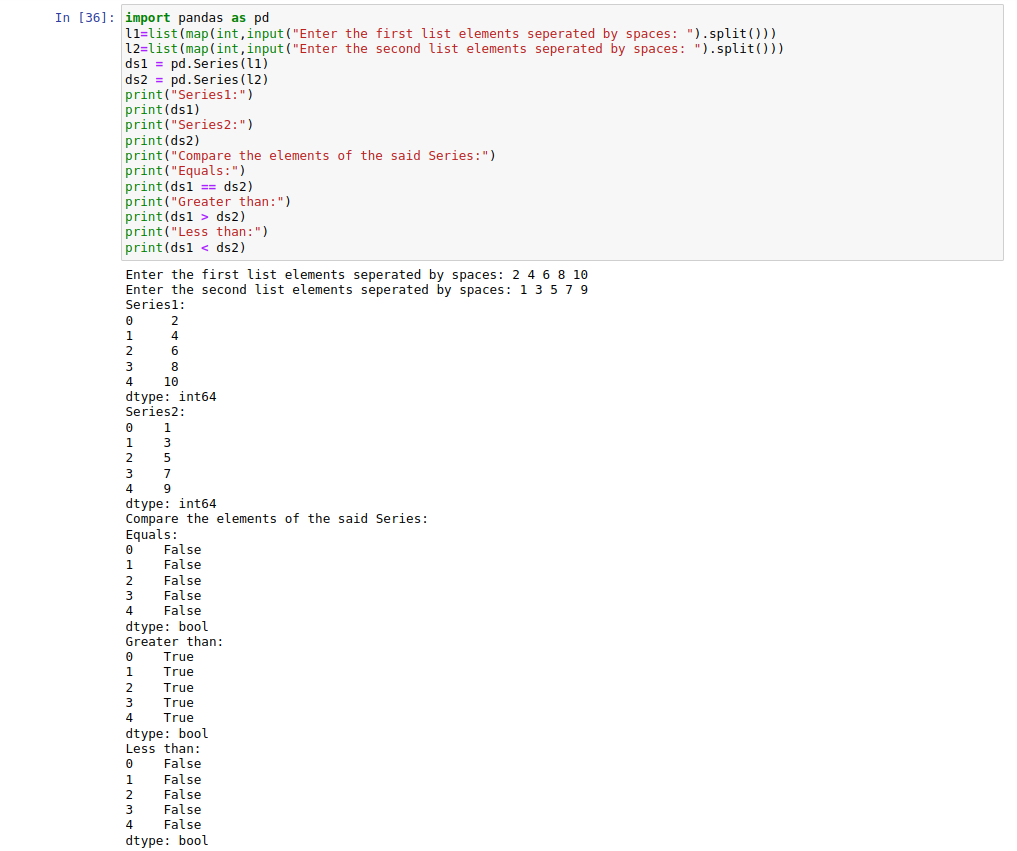 In [36]: import pandas as pd
l1=list(map(int,input("Enter the first list elements seperated by spaces: ").split()))
l2=list(map(int,input("Enter the second list elements seperated by spaces: ").split()))
ds1 = pd.Series(l1)
ds2 = pd.Series(l2)
print("Series1:")
print(ds1)
print("Series2:")
print(ds2)
print("Compare the elements of the said Series:")
print("Equals:")
print(ds1 == ds2)
print("Greater than:")
print(ds1 > ds2)
print("Less than:")
print(ds1 < ds2)
Enter the first list elements seperated by spaces: 2 4 6 8 10
Enter the second list elements seperated by spaces: 1 3 5 7 9
Series1:
0     2
1     4
2     6
3     8
4    10
dtype: int64
Series2:
0    1
1    3
2    5
3    7
4    9
dtype: int64
Compare the elements of the said Series:
Equals:
0    False
1    False
2    False
3    False
4    False
dtype: bool
Greater than:
0    True
1    True
2    True
3    True
4    True
dtype: bool
Less than:
0    False
1    False
2    False
3    False
4    False
dtype: bool